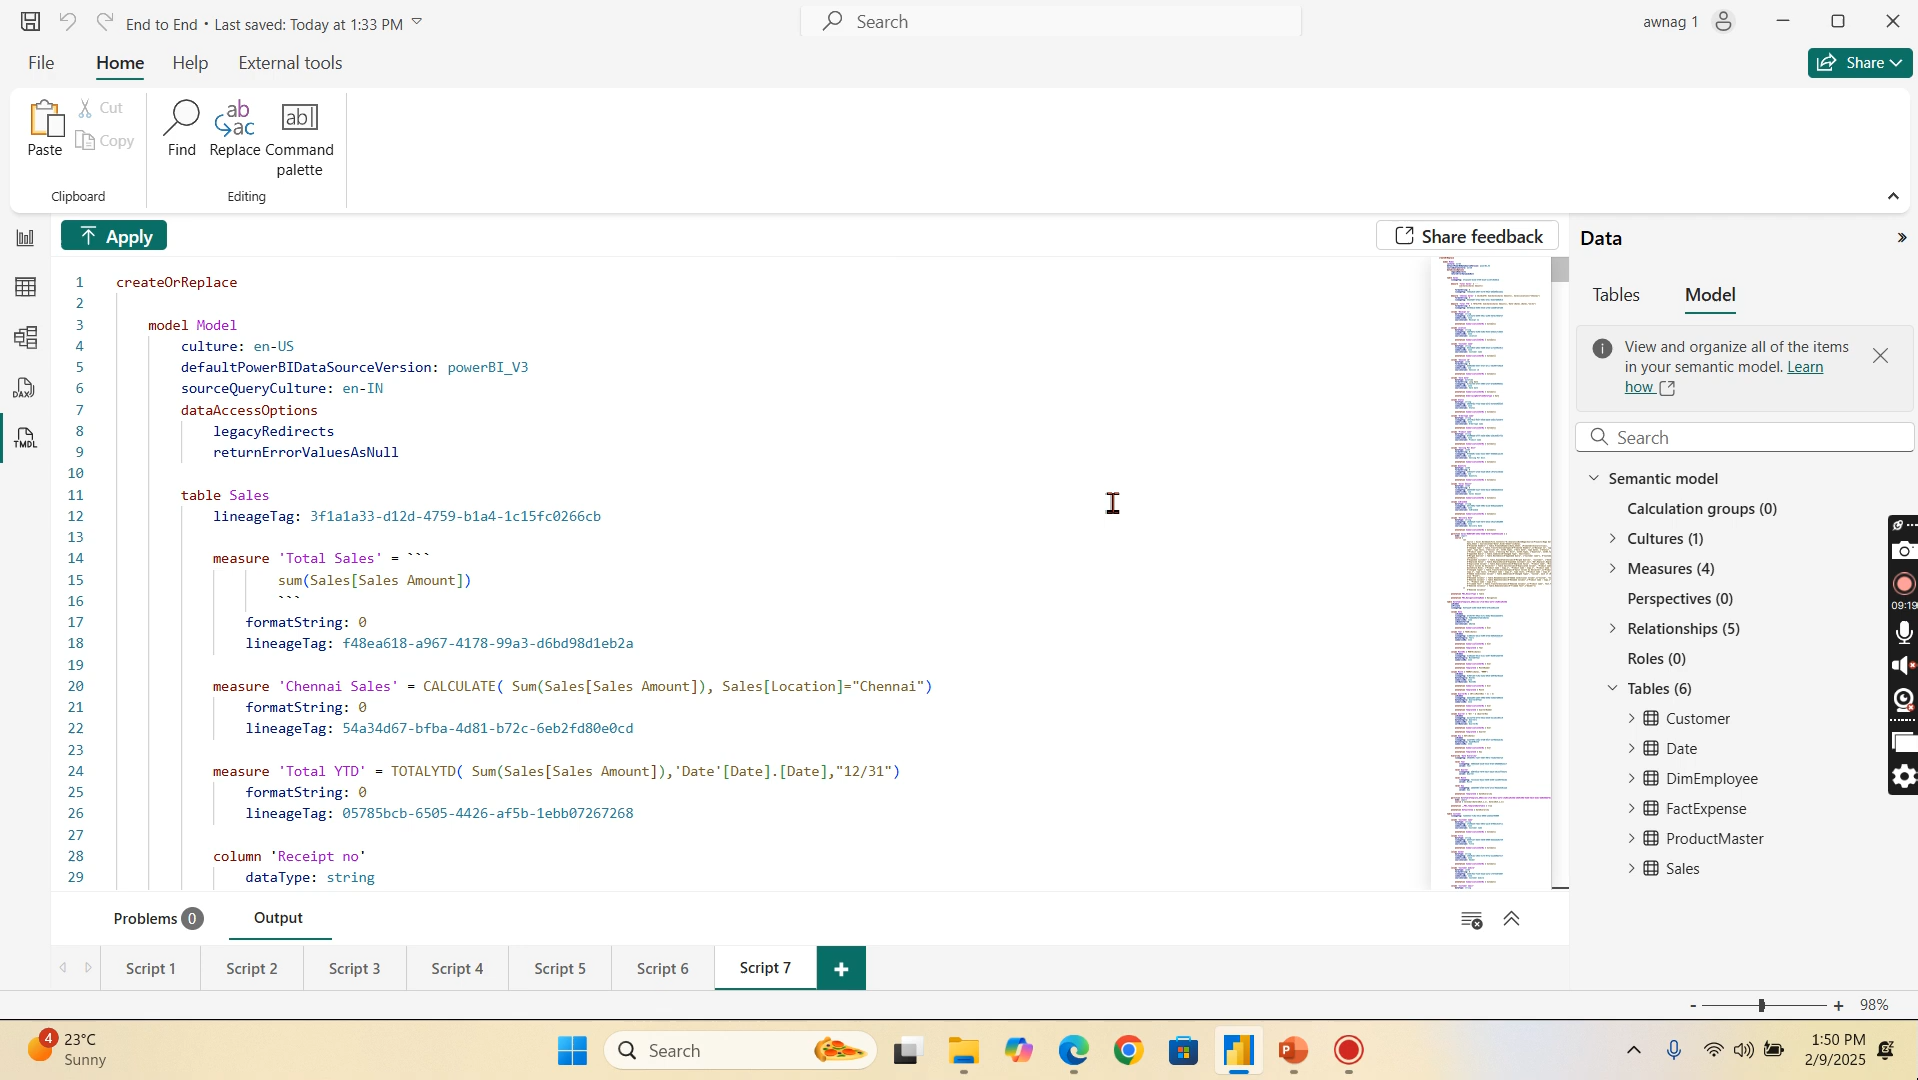 End to End • Last saved: Today at 1:33 PM
Search
awnag 1
File
Home
Help
External tools
Share
Paste
Cut
Copy
Find
Replace
Command palette
Clipboard
Editing
Apply
Share feedback
1 createOrReplace
2
3 model Model
4 culture: en-US
5 defaultPowerBIDataSourceVersion: powerBI_V3
6 sourceQueryCulture: en-IN
7 dataAccessOptions
8 legacyRedirects
9 returnErrorValuesAsNull
10
11 table Sales
12 lineageTag: 3f1a1a33-d12d-4759-b1a4-1c15fc0266cb
13
14 measure 'Total Sales' = ```
15 sum(Sales[Sales Amount])
16 ```
17 formatString: 0
18 lineageTag: f48ea618-a967-4178-99a3-d6bd98d1eb2a
19
20 measure 'Chennai Sales' = CALCULATE( Sum(Sales[Sales Amount]), Sales[Location]="Chennai")
21 formatString: 0
22 lineageTag: 54a34d67-bfba-4d81-b72c-6eb2fd80e0cd
23
24 measure 'Total YTD' = TOTALYTD( Sum(Sales[Sales Amount]),'Date'[Date].[Date],"12/31")
25 formatString: 0
26 lineageTag: 05785bcb-6505-4426-af5b-1ebb07267268
27
28 column 'Receipt no'
29 dataType: string
Data
Tables
Model
View and organize all of the items
in your semantic model. Learn
how
Search
Semantic model
Calculation groups (0)
Cultures (1)
Measures (4)
Perspectives (0)
Relationships (5)
Roles (0)
Tables (6)
Customer
Date
DimEmployee
FactExpense
ProductMaster
Sales
DAX
TMDL
09:19
Problems 0
Output
Script 1
Script 2
Script 3
Script 4
Script 5
Script 6
Script 7
+
- + 98%
4
23°C
Sunny
Search
1:50 PM
2/9/2025